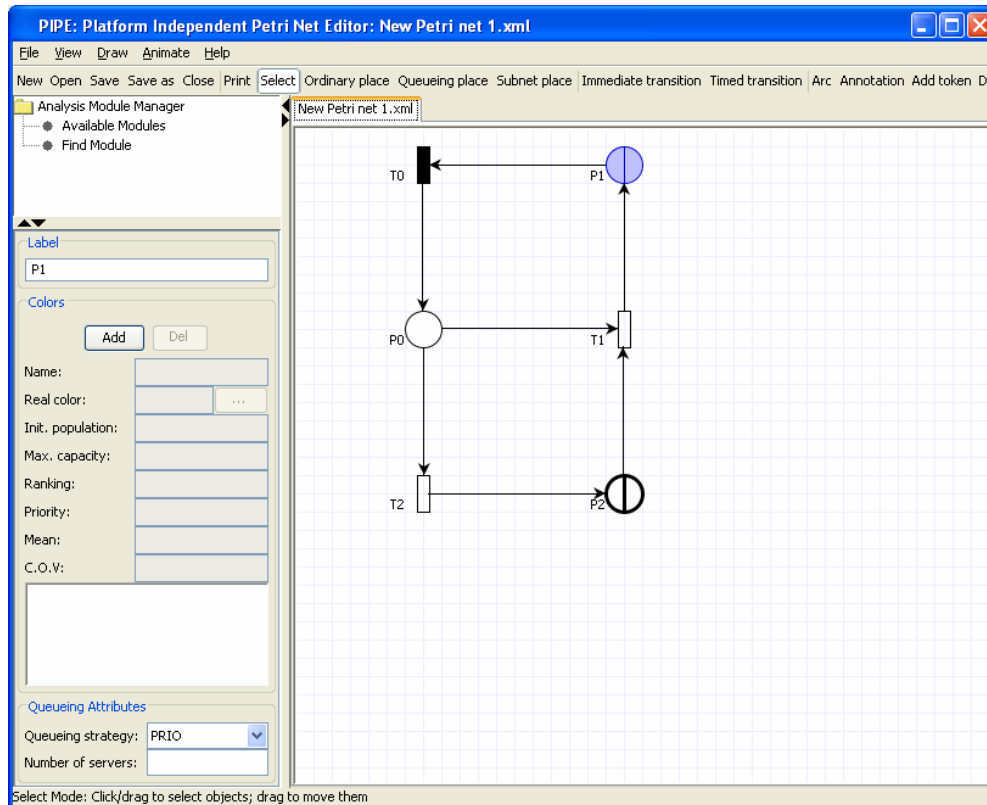 PIPE: Platform Independent Petri Net Editor: New Petri net 1.xml
File View Draw Animate Help
New Open Save Save as Close Print Select Ordinary place Queueing place Subnet place Immediate transition Timed transition Arc Annotation Add token D
Analysis Module Manager
Available Modules
Find Module
New Petri net 1.xml
T0
P1
P0
T1
T2
P2
Label
P1
Colors
Add Del
Name:
Real color: ...
Init. population:
Max. capacity:
Ranking:
Priority:
Mean:
C.O.V:
Queueing Attributes
Queueing strategy: PRIO
Number of servers:
Select Mode: Click/drag to select objects; drag to move them